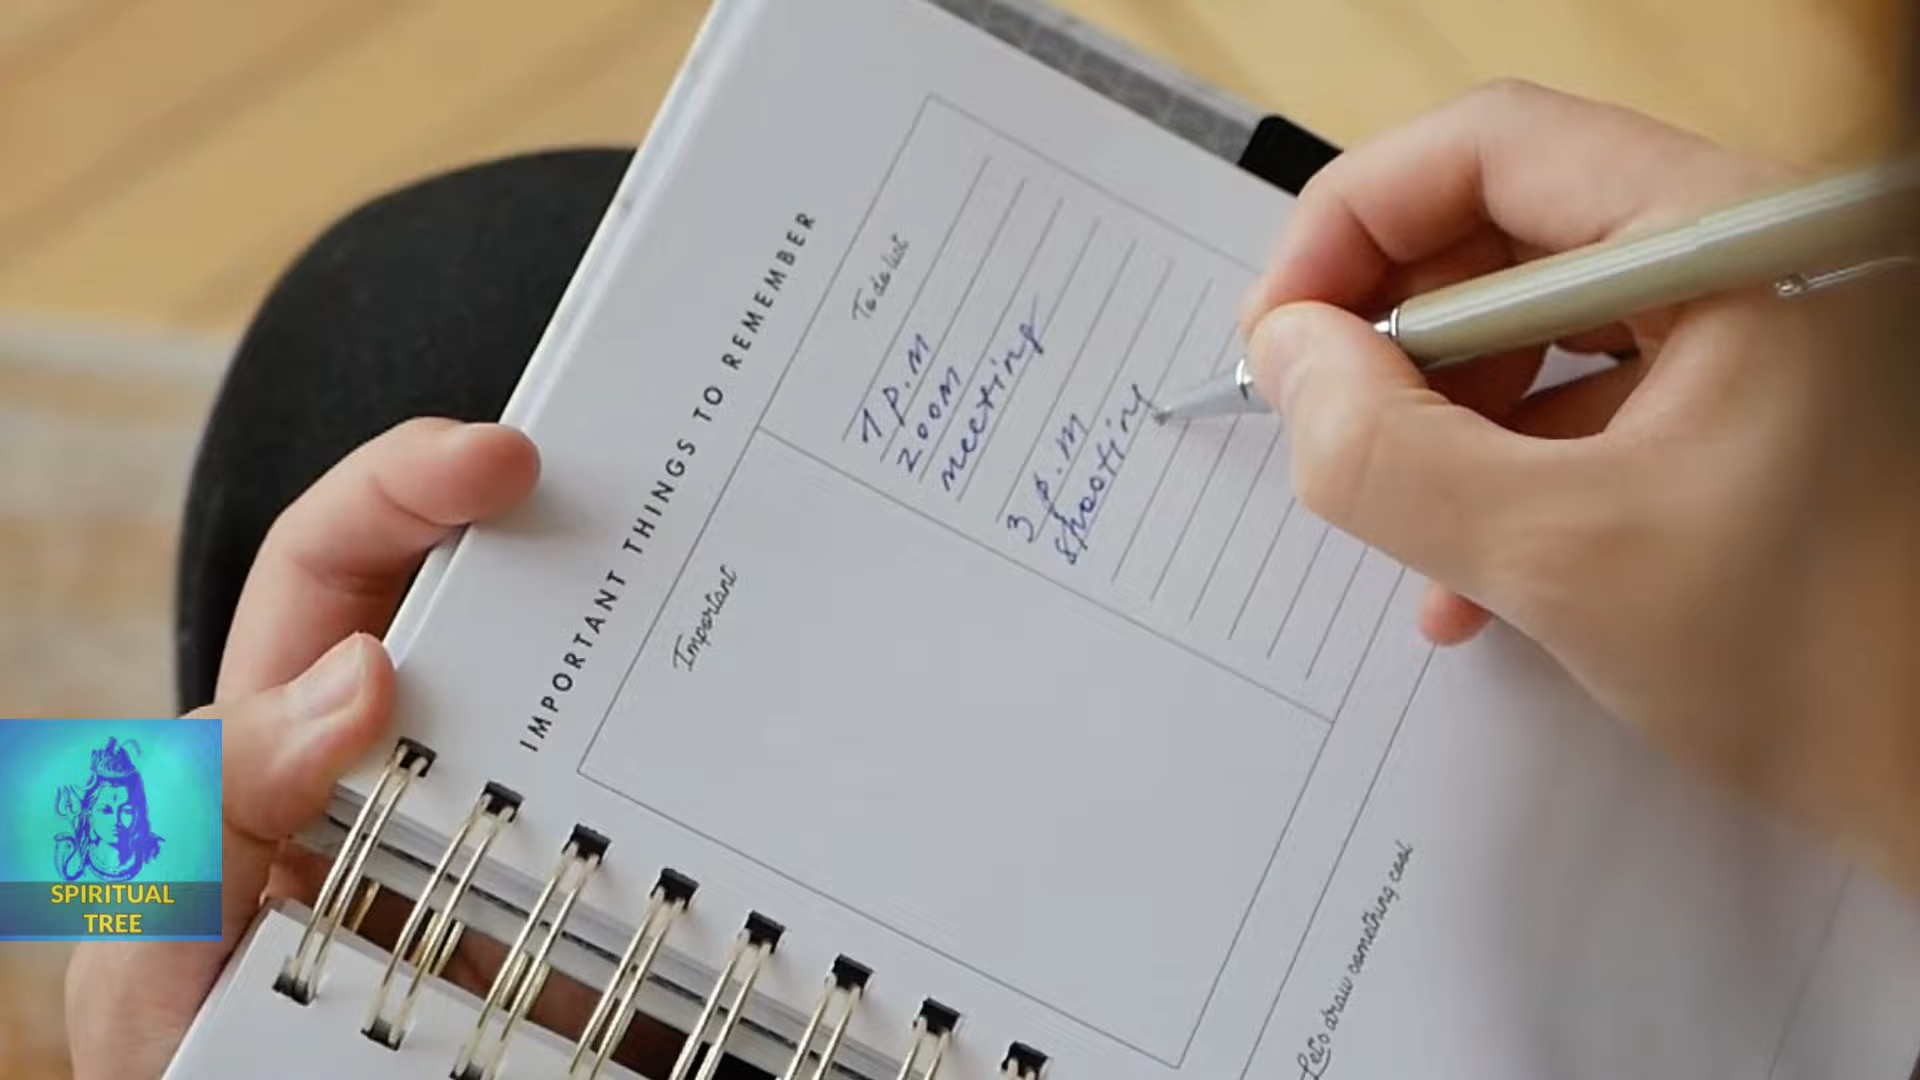 IMPORTANT THINGS TO REMEMBER
To do list
1 p.m
zoom
meeting
3 p.m
shooting
Important
Let's draw something cool
SPIRITUAL
TREE